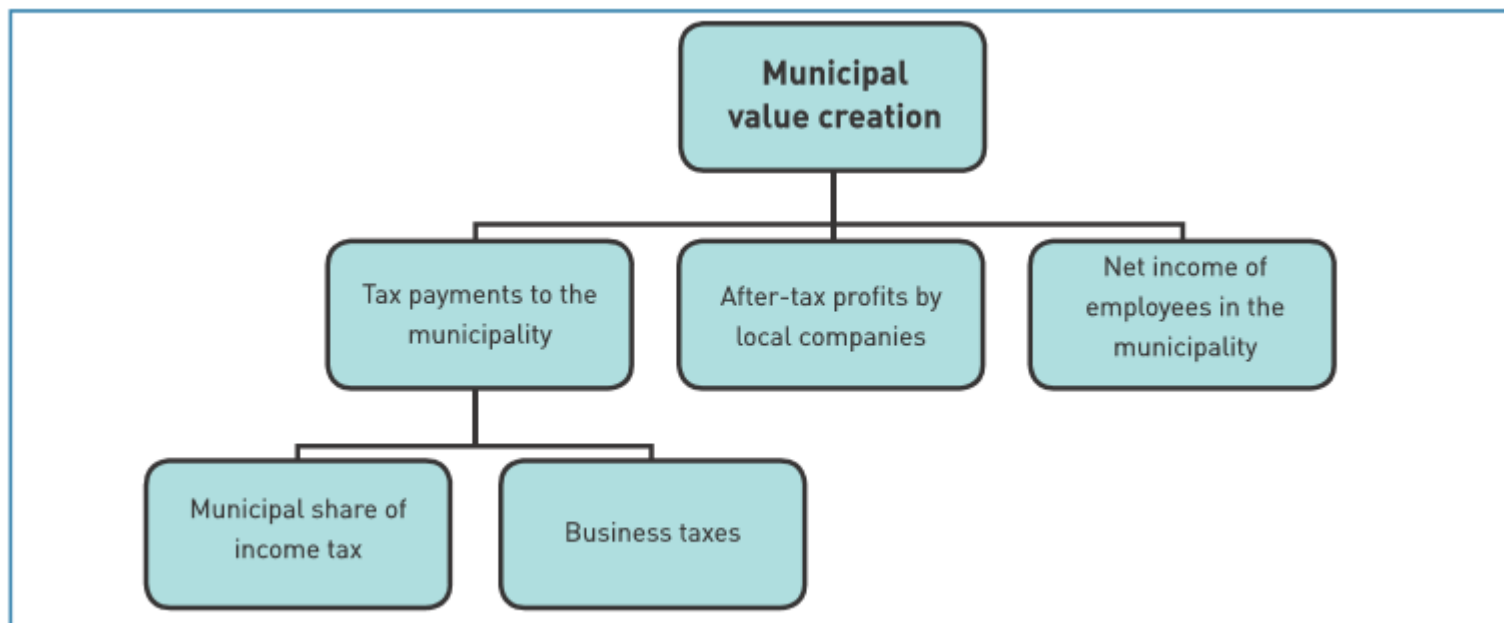 Municipal
value creation
Tax payments to the
municipality
After-tax profits by
local companies
Net income of
employees in the
municipality
Municipal share of
income tax
Business taxes